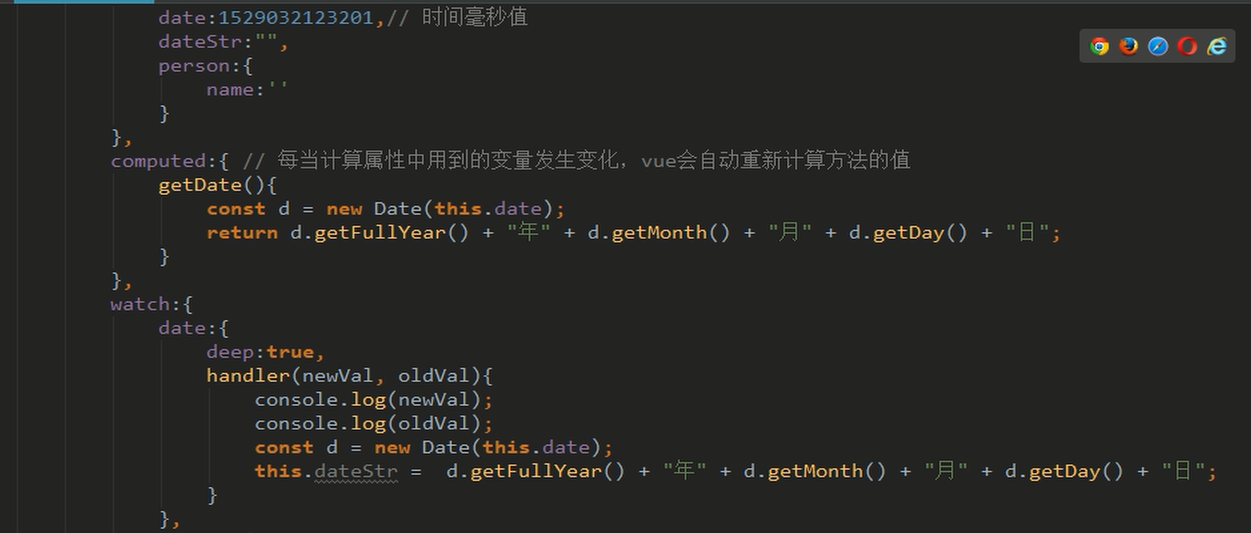 date:1529032123201,// 时间毫秒值
dateStr:"",
person:{
name:''
}
},
computed:{ // 每当计算属性中用到的变量发生变化，vue会自动重新计算方法的值
getDate(){
const d = new Date(this.date);
return d.getFullYear() + "年" + d.getMonth() + "月" + d.getDay() + "日";
}
},
watch:{
date:{
deep:true,
handler(newVal, oldVal){
console.log(newVal);
console.log(oldVal);
const d = new Date(this.date);
this.dateStr =  d.getFullYear() + "年" + d.getMonth() + "月" + d.getDay() + "日";
}
},